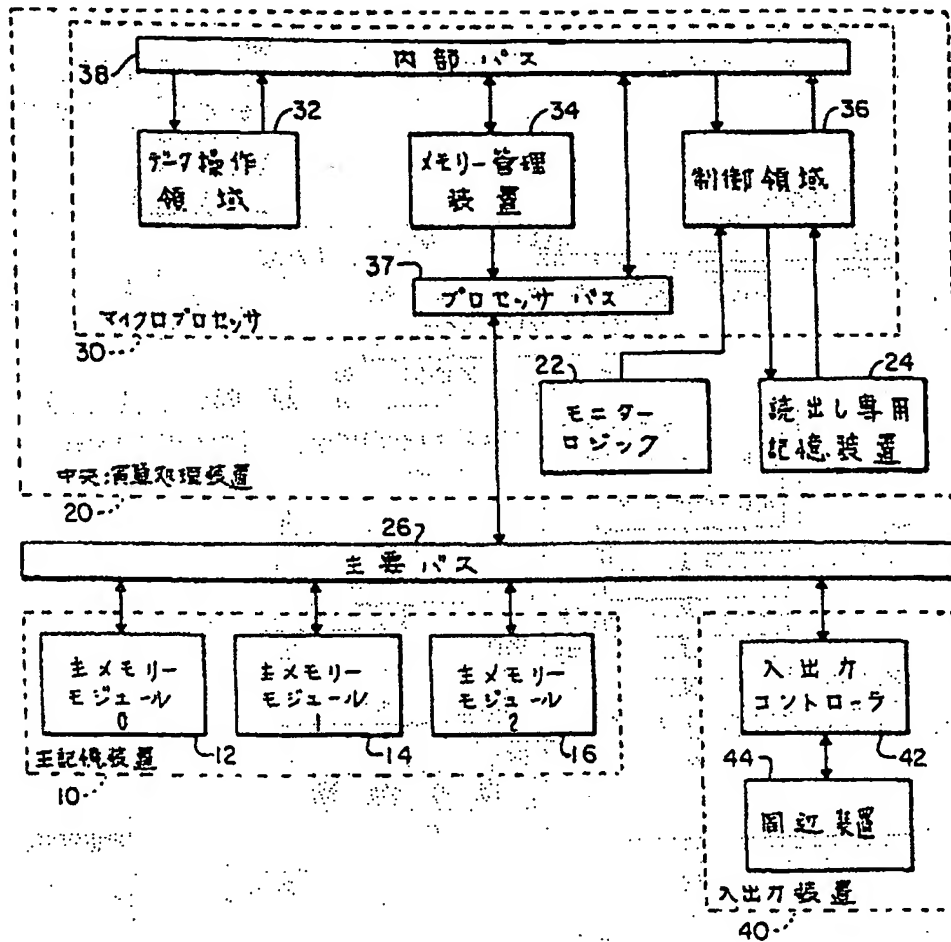 38
内部バス
32
34
36
データ操作
領域
メモリー管理
装置
制御領域
37
プロセッサバス
マイクロプロセッサ
30
22
24
モニター
ロジック
読出し専用
記憶装置
中央演算処理装置
20
26
主要バス
主メモリー
モジュール
0
主メモリー
モジュール
1
主メモリー
モジュール
2
入出力
コントローラ
12
14
16
42
主記憶装置
10
44
周辺装置
入出力装置
40